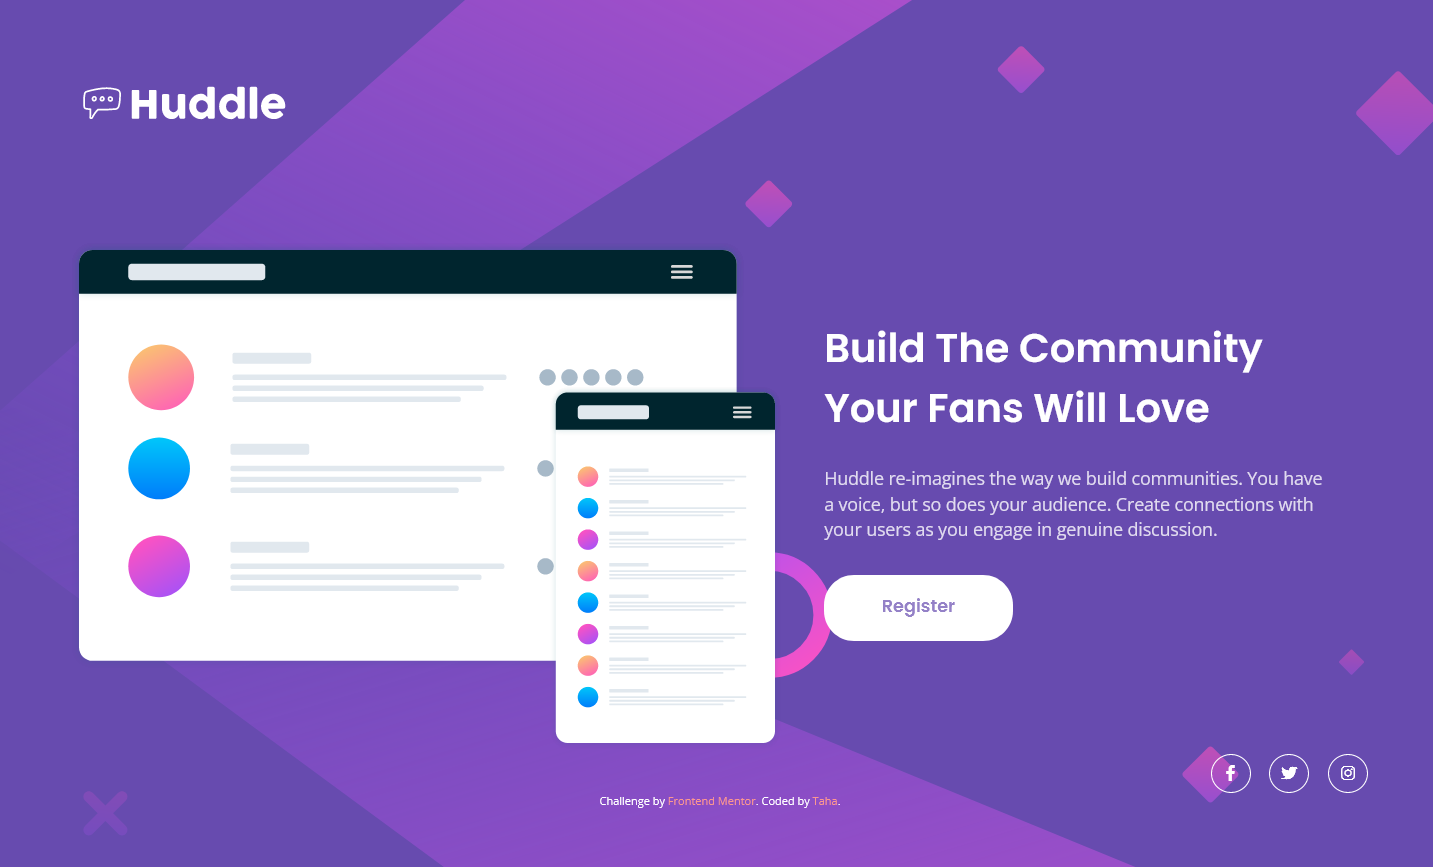 Huddle
Build The Community
Your Fans Will Love
Huddle re-imagines the way we build communities. You have
a voice, but so does your audience. Create connections with
your users as you engage in genuine discussion.
Register
Challenge by Frontend Mentor. Coded by Taha.